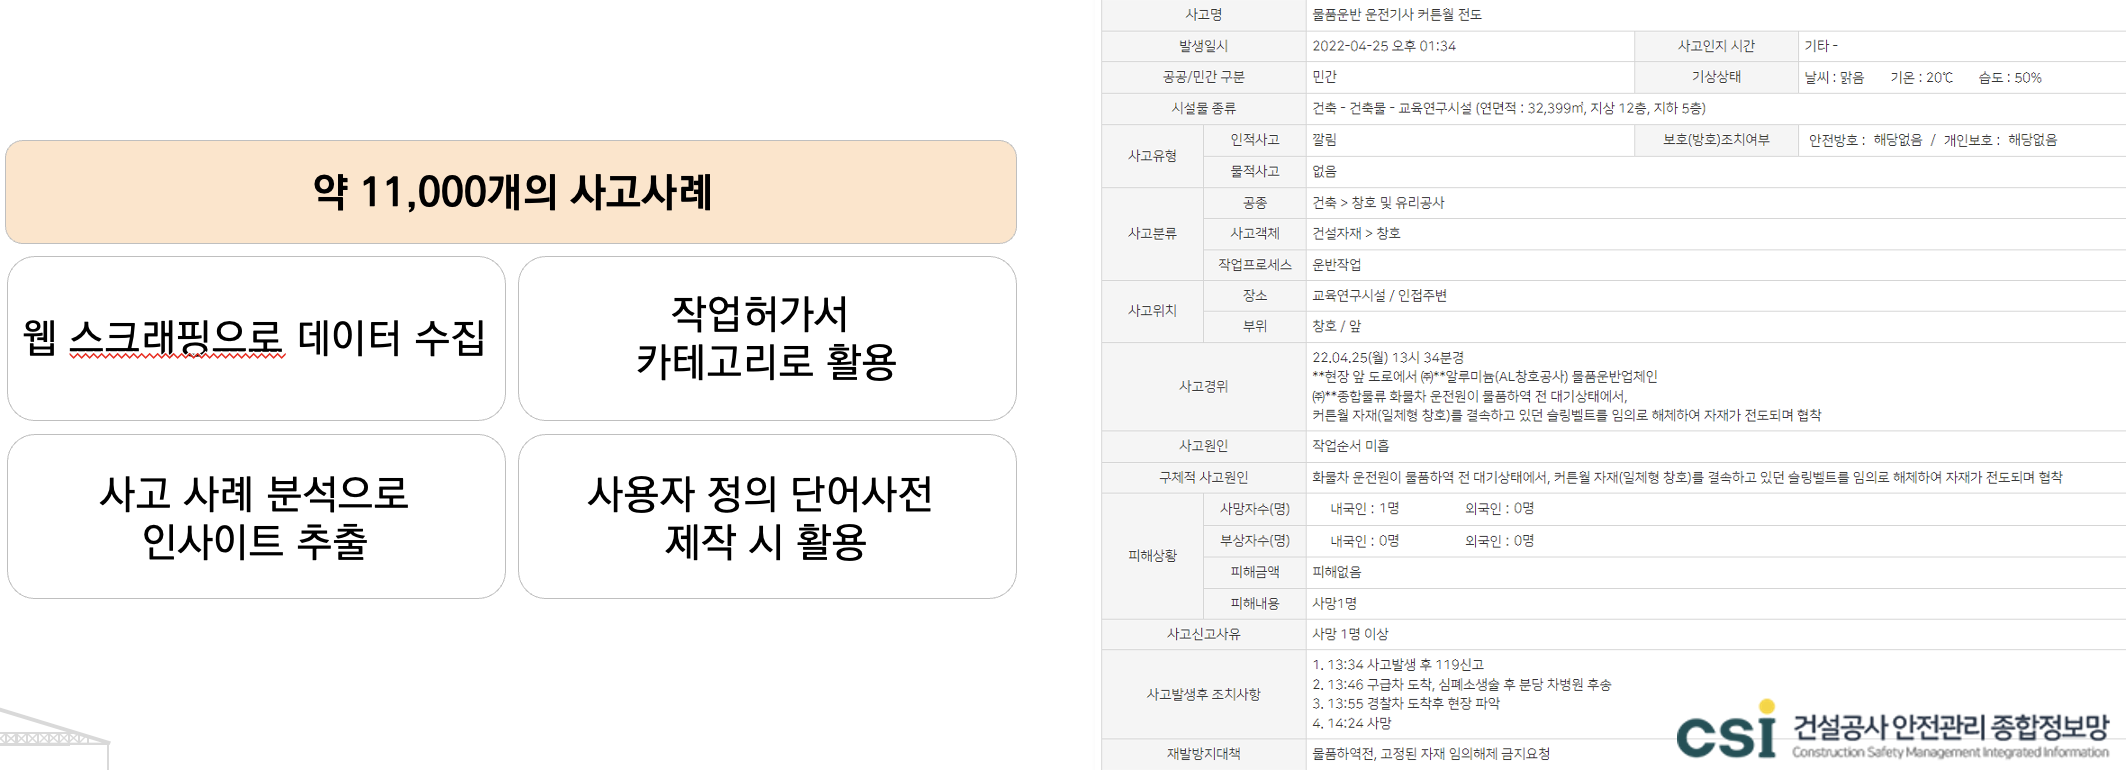 약 11,000개의 사고사례
웹 스크래핑으로 데이터 수집
작업허가서
카테고리로 활용
사고 사례 분석으로
인사이트 추출
사용자 정의 단어사전
제작 시 활용
사고명 물품운반 운전기사 커튼월 전도
발생일시 2022-04-25 오후 01:34 사고인지 시간 기타 -
공공/민간 구분 민간 기상상태 날씨 : 맑음 기온 : 20℃ 습도 : 50%
시설물 종류 건축 - 건축물 - 교육연구시설 (연면적 : 32,399㎡, 지상 12층, 지하 5층)
사고유형 인적사고 깔림 보호(방호)조치여부 안전방호 : 해당없음 / 개인보호 : 해당없음
물적사고 없음
사고분류 공종 건축 > 창호 및 유리공사
사고객체 건설자재 > 창호
작업프로세스 운반작업
사고위치 장소 교육연구시설 / 인접주변
부위 창호 / 앞
사고경위
22.04.25(월) 13시 34분경
**현장 앞 도로에서 ㈜**알루미늄(AL창호공사) 물품운반업체인
㈜**종합물류 화물차 운전원이 물품하역 전 대기상태에서,
커튼월 자재(일체형 창호)를 결속하고 있던 슬링벨트를 임의로 해체하여 자재가 전도되며 협착
사고원인 작업순서 미흡
구체적 사고원인 화물차 운전원이 물품하역 전 대기상태에서, 커튼월 자재(일체형 창호)를 결속하고 있던 슬링벨트를 임의로 해체하여 자재가 전도되며 협착
피해상황 사망자수(명) 내국인 : 1명 외국인 : 0명
부상자수(명) 내국인 : 0명 외국인 : 0명
피해금액 피해없음
피해내용 사망1명
사고신고사유 사망 1명 이상
사고발생후 조치사항
1. 13:34 사고발생 후 119신고
2. 13:46 구급차 도착, 심폐소생술 후 분당 차병원 후송
3. 13:55 경찰차 도착후 현장 파악
4. 14:24 사망
재발방지대책 물품하역전, 고정된 자재 임의해제 금지요청
csi 건설공사 안전관리 종합정보망
Construction Safety Management Integrated Information